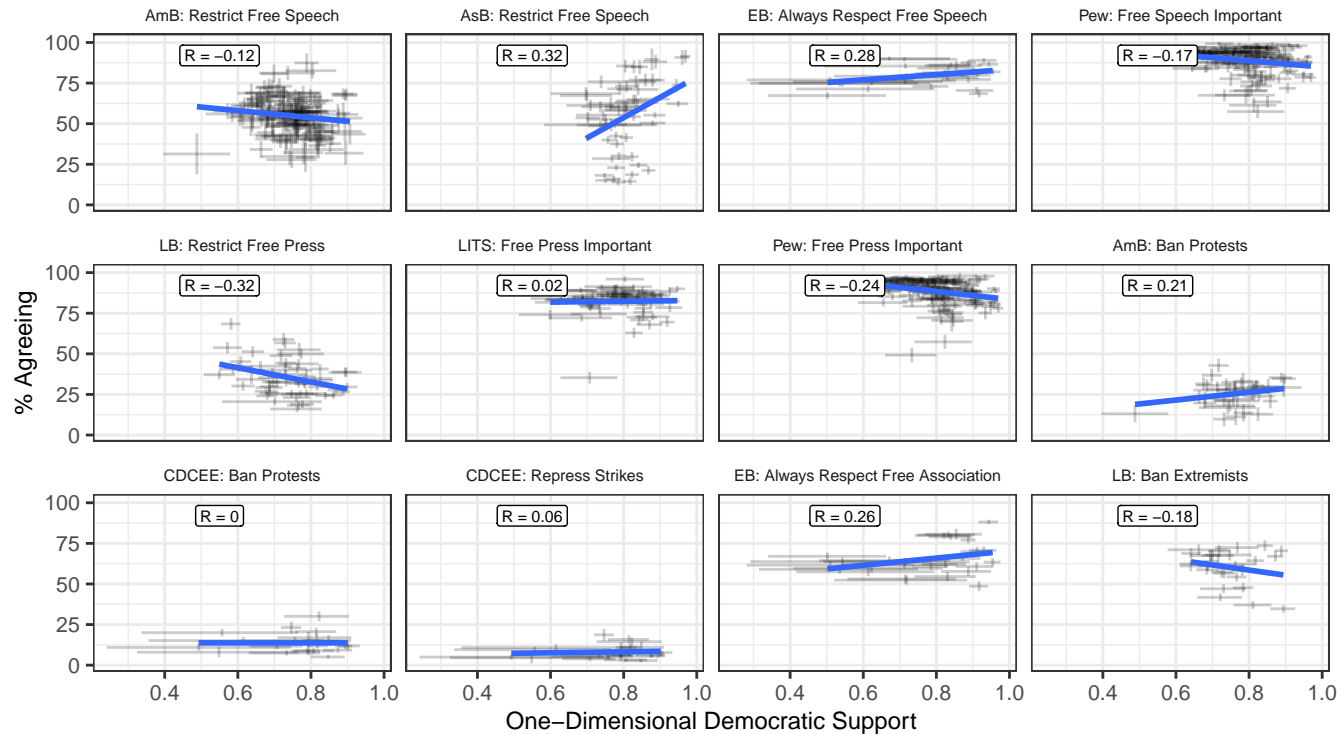 AmB: Restrict Free Speech
AsB: Restrict Free Speech
EB: Always Respect Free Speech
Pew: Free Speech Important
100
75
50
25
0
R = −0.12
R = 0.32
R = 0.28
R = −0.17
LB: Restrict Free Press
LITS: Free Press Important
Pew: Free Press Important
AmB: Ban Protests
100
75
50
25
0
R = −0.32
R = 0.02
R = −0.24
R = 0.21
% Agreeing
CDCEE: Ban Protests
CDCEE: Repress Strikes
EB: Always Respect Free Association
LB: Ban Extremists
100
75
50
25
0
R = 0
R = 0.06
R = 0.26
R = −0.18
0.4 0.6 0.8 1.0
0.4 0.6 0.8 1.0
0.4 0.6 0.8 1.0
0.4 0.6 0.8 1.0
One−Dimensional Democratic Support